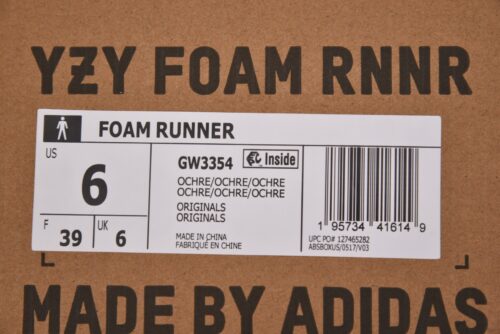 YZY FOAM RNNR
FOAM RUNNER
US
6
F
39
UK
6
GW3354
Inside
OCHRE/OCHRE/OCHRE
OCHRE/OCHRE/OCHRE
ORIGINALS
ORIGINALS
MADE IN CHINA
FABRIQUÉ EN CHINE
1 95734 41614 9
UPC PO# 127465282
ABSBOXUS/0517/V03
MADE BY ADIDAS